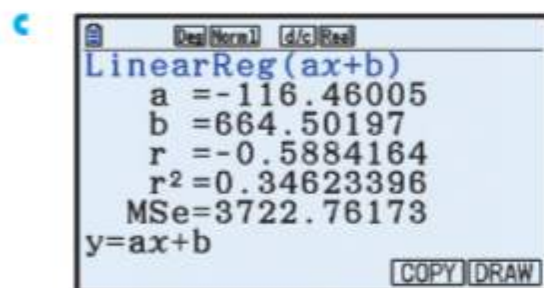 c
Deg Norm1 d/c Real
LinearReg(ax+b)
a =-116.46005
b =664.50197
r =-0.5884164
r²=0.34623396
MSe=3722.76173
y=ax+b
COPY DRAW